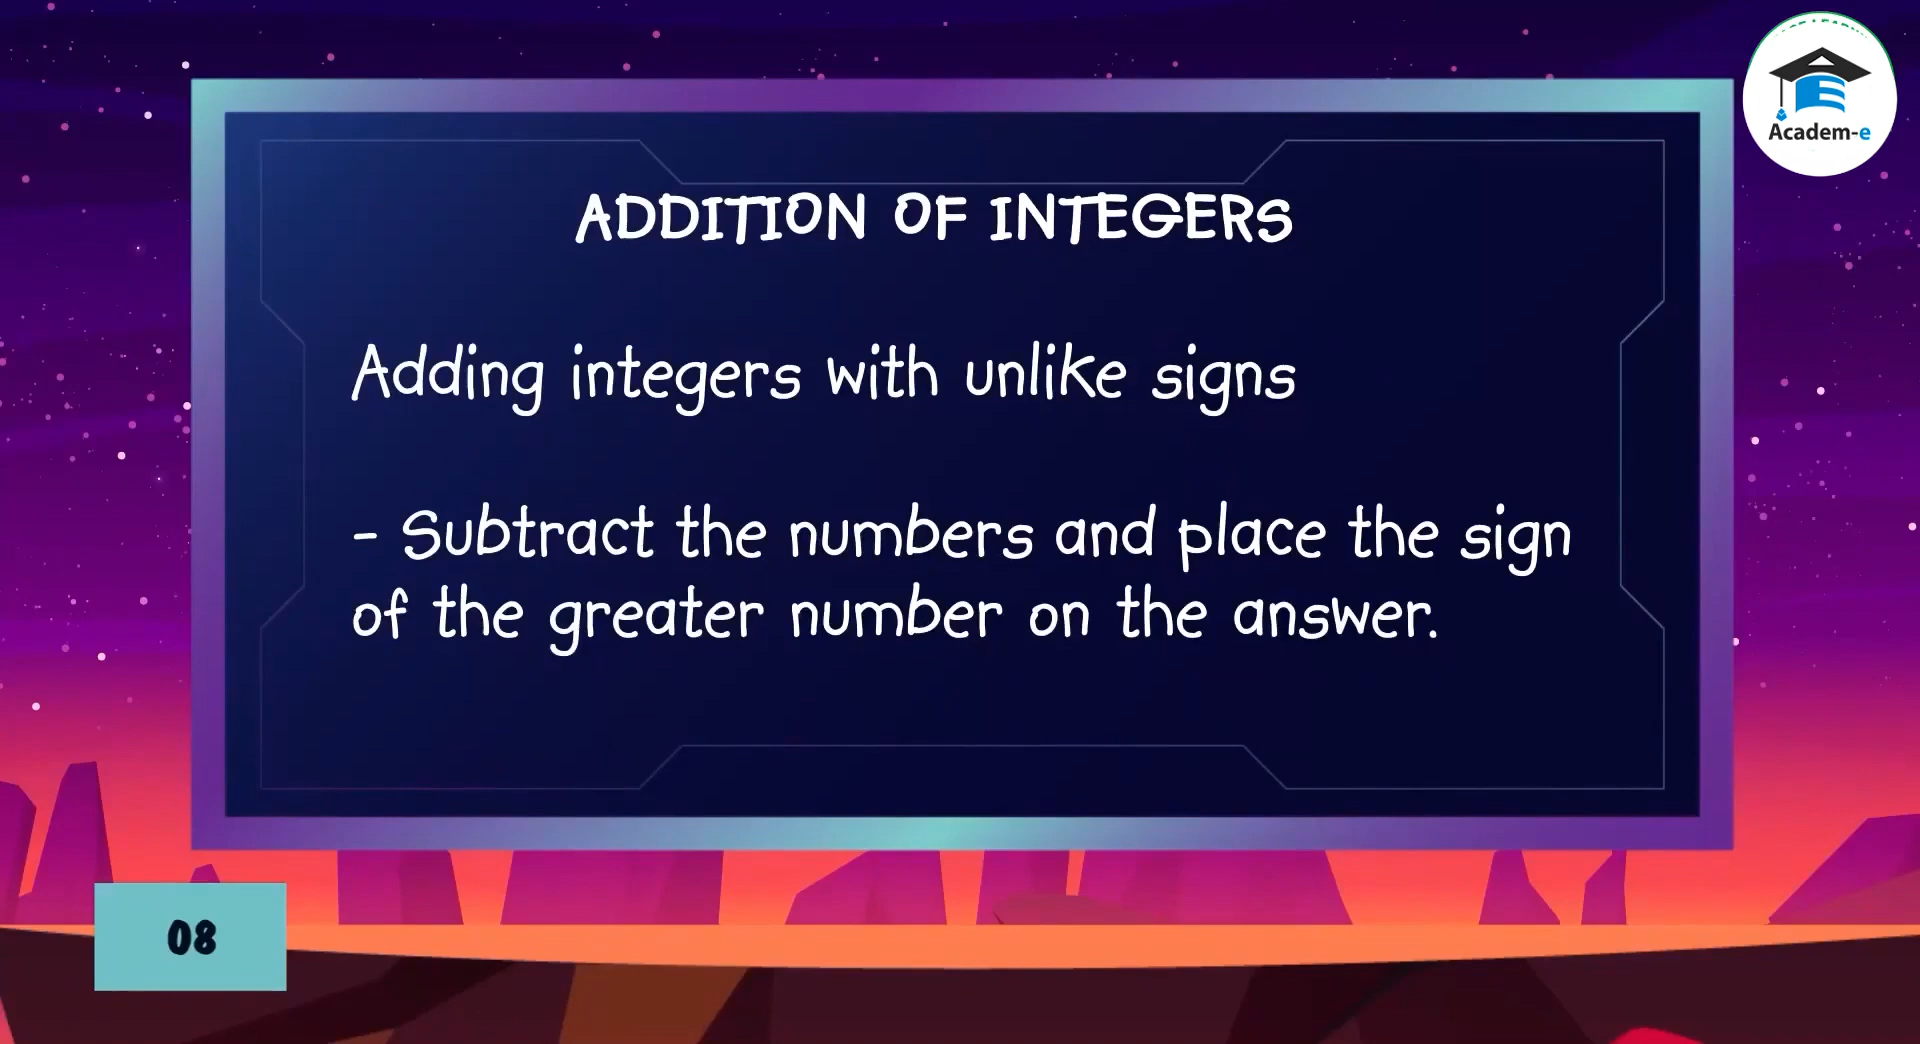 Academ-e
ADDITION OF INTEGERS
Adding integers with unlike signs
- Subtract the numbers and place the sign
of the greater number on the answer.
08